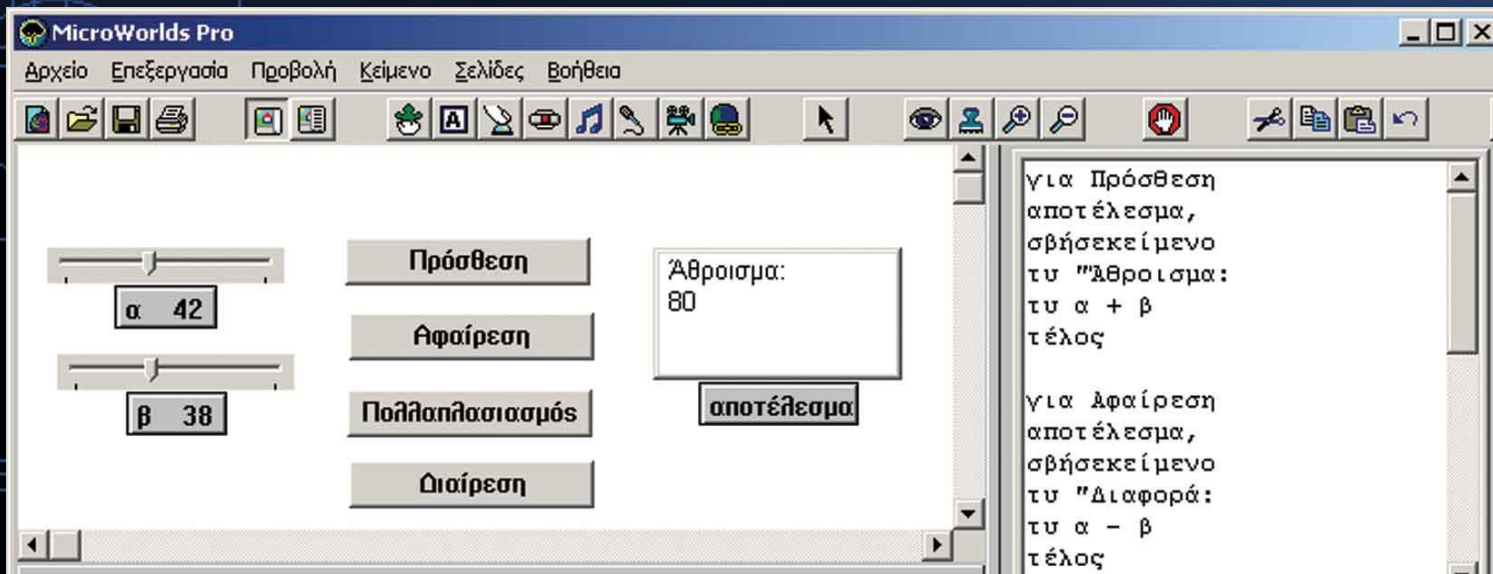 MicroWorlds Pro
Αρχείο Επεξεργασία Προβολή Κείμενο Σελίδες Βοήθεια
α 42
β 38
Πρόσθεση
Αφαίρεση
Πολλαπλασιασμός
Διαίρεση
Άθροισμα:
80
αποτέλεσμα
για Πρόσθεση
αποτέλεσμα,
σβήσεκείμενο
τυ "Άθροισμα:
τυ α + β
τέλος
για Αφαίρεση
αποτέλεσμα,
σβήσεκείμενο
τυ "Διαφορά:
τυ α - β
τέλος